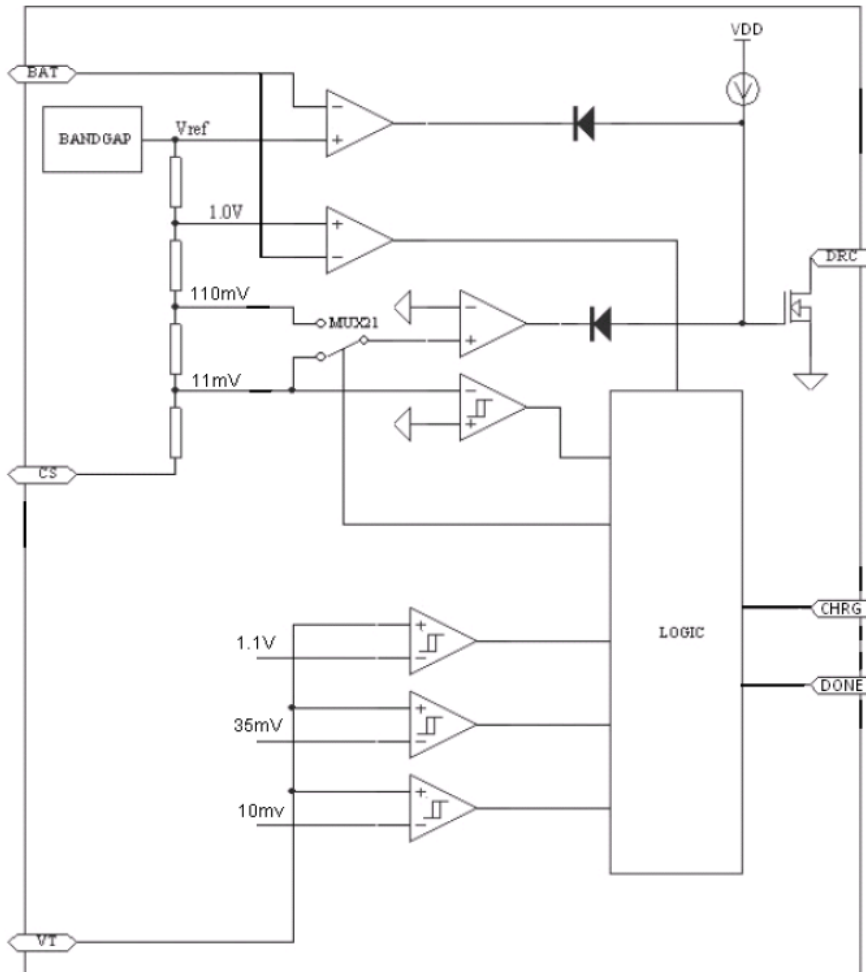 VDD
BAT
BANDGAP
Vref
+
1.0V
+
DRC
110mV
MUX21
+
11mV
+
CS
CHRG
+
1.1V
LOGIC
DONE
+
35mV
+
10mv
VT